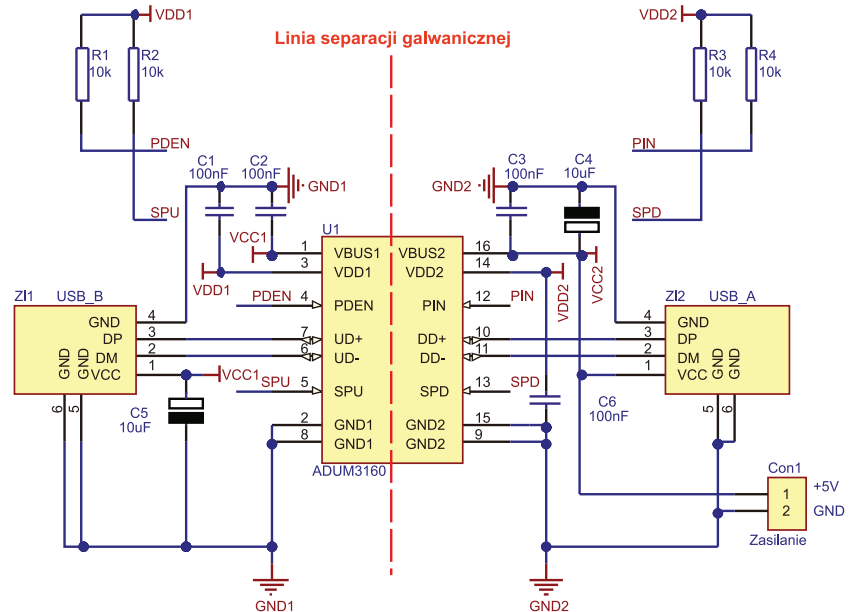 VDD1
R1
10k
R2
10k
PDEN
SPU
Linia separacji galwanicznej
VDD2
R3
10k
R4
10k
PIN
SPD
C1
100nF
C2
100nF
GND1
VCC1
VDD1
GND2
C3
100nF
C4
10uF
VCC2
VDD2
U1
1
VBUS1
3
VDD1
PDEN
4
PDEN
7
UD+
6
UD-
SPU
5
SPU
2
GND1
8
GND1
VBUS2
16
VDD2
14
PIN
12
PIN
DD+
10
DD-
11
SPD
13
SPD
GND2
15
GND2
9
ADUM3160
Zl1
USB_B
GND
4
DP
3
DM
2
VCC
1
GND
GND
6
5
VCC1
C5
10uF
Zl2
USB_A
4
GND
3
DP
2
DM
1
VCC
GND
GND
5
6
C6
100nF
Con1
1
+5V
2
GND
Zasilanie
GND1
GND2